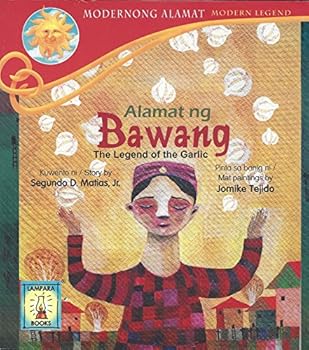 MODERNONG ALAMAT MODERN LEGEND
Alamat ng
Bawang
The Legend of the Garlic
Kuwento ni / Story by
Segundo D. Matias, Jr.
Pinta sa banig ni /
Mat paintings by
Jomike Tejido
LAMPARA
BOOKS